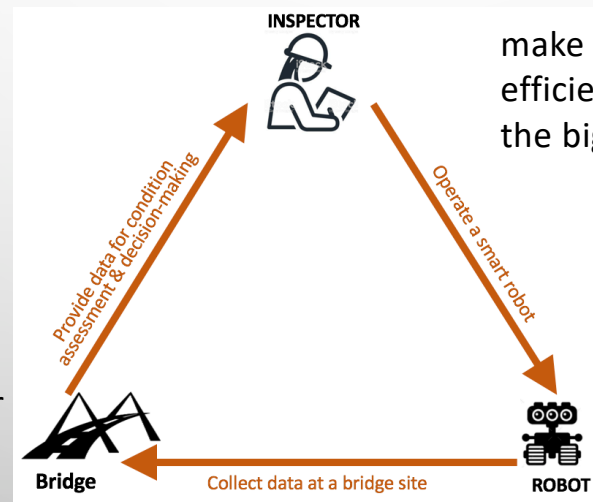 INSPECTOR
make
efficie
the big
Provide data for condition
assessment & decision-making
Operate a smart robot
Bridge
Collect data at a bridge site
ROBOT